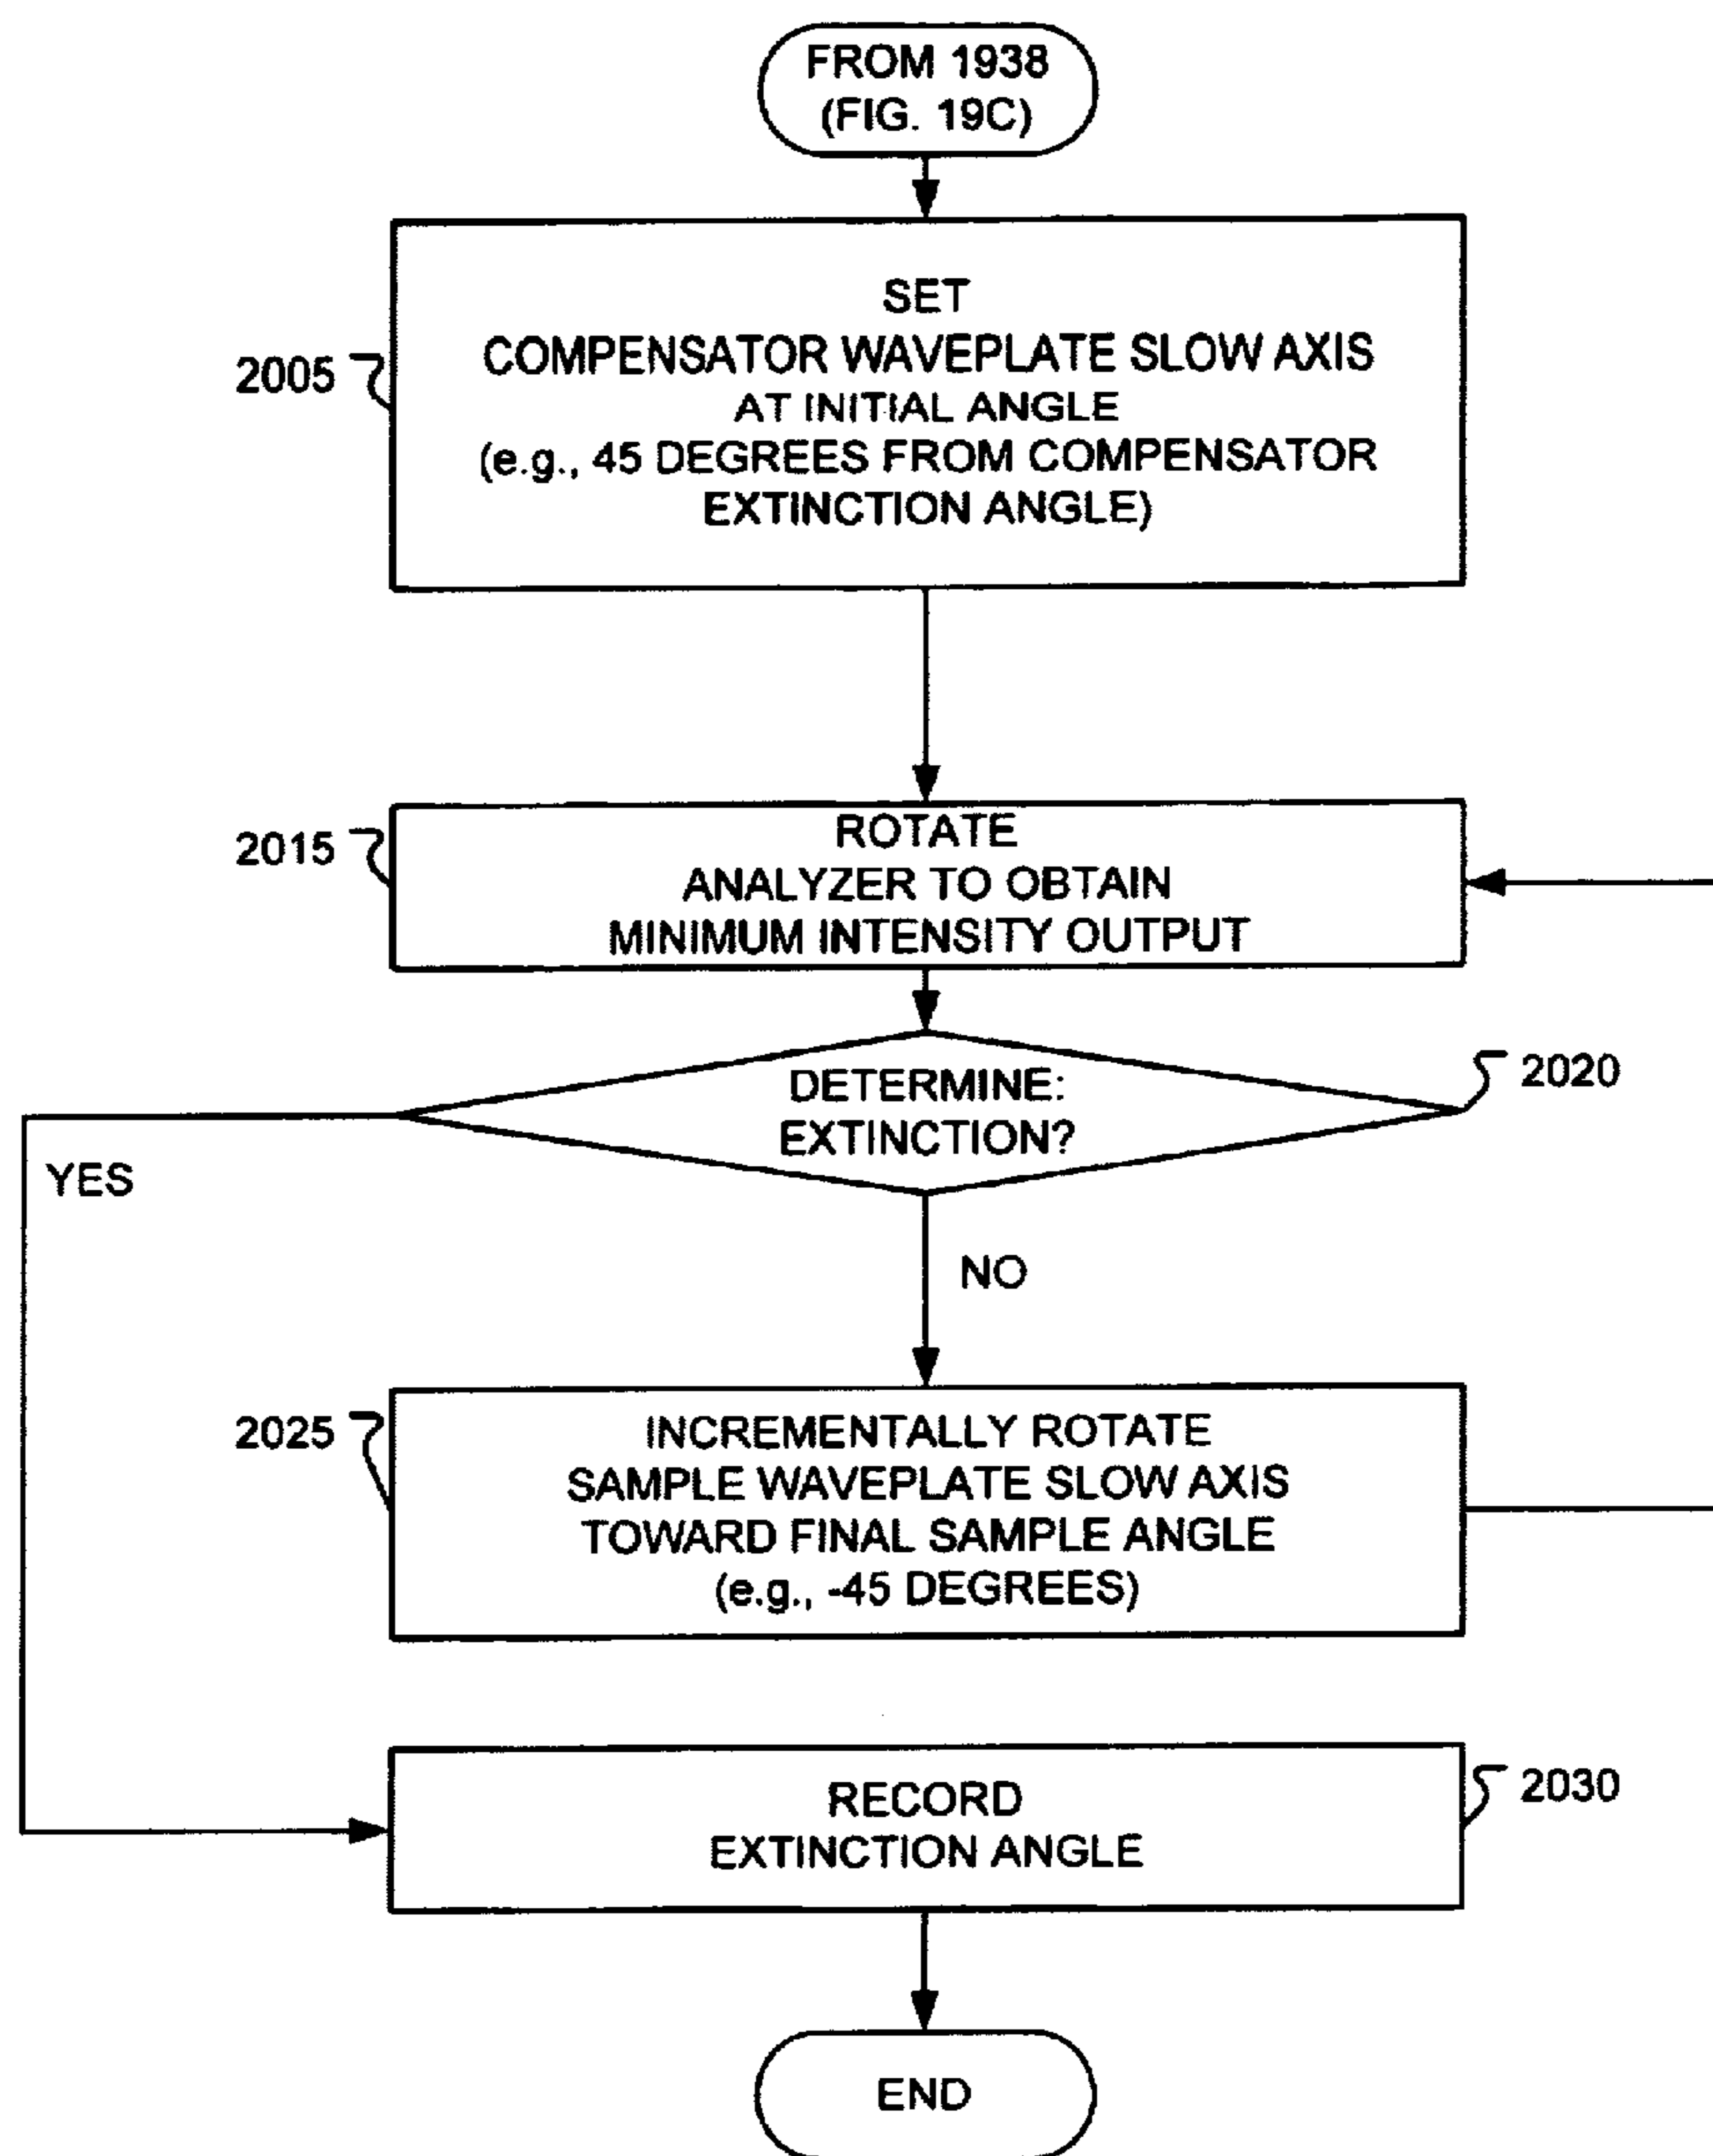 FROM 1938
(FIG. 19C)
SET
COMPENSATOR WAVEPLATE SLOW AXIS
AT INITIAL ANGLE
(e.g., 45 DEGREES FROM COMPENSATOR
EXTINCTION ANGLE)
2005
ROTATE
ANALYZER TO OBTAIN
MINIMUM INTENSITY OUTPUT
2015
DETERMINE:
EXTINCTION?
2020
YES
NO
INCREMENTALLY ROTATE
SAMPLE WAVEPLATE SLOW AXIS
TOWARD FINAL SAMPLE ANGLE
(e.g., -45 DEGREES)
2025
RECORD
EXTINCTION ANGLE
2030
END